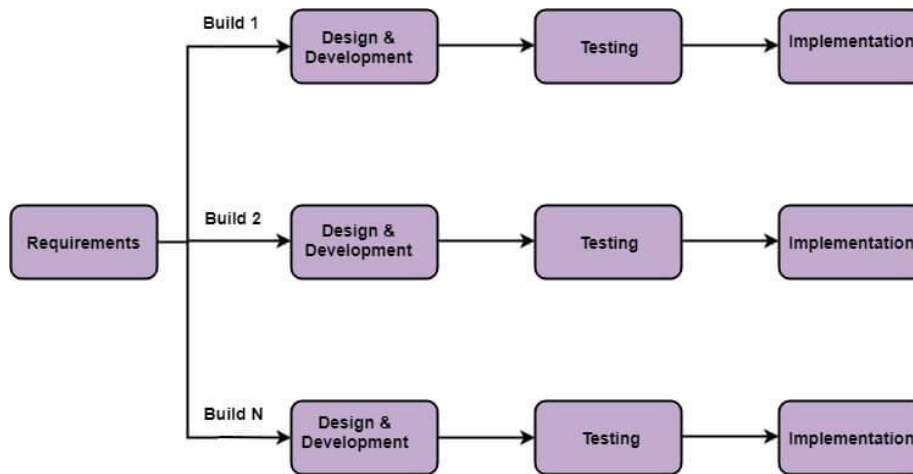 Build 1
Design &
Development
Testing
Implementation
Requirements
Build 2
Design &
Development
Testing
Implementation
Build N
Design &
Development
Testing
Implementation